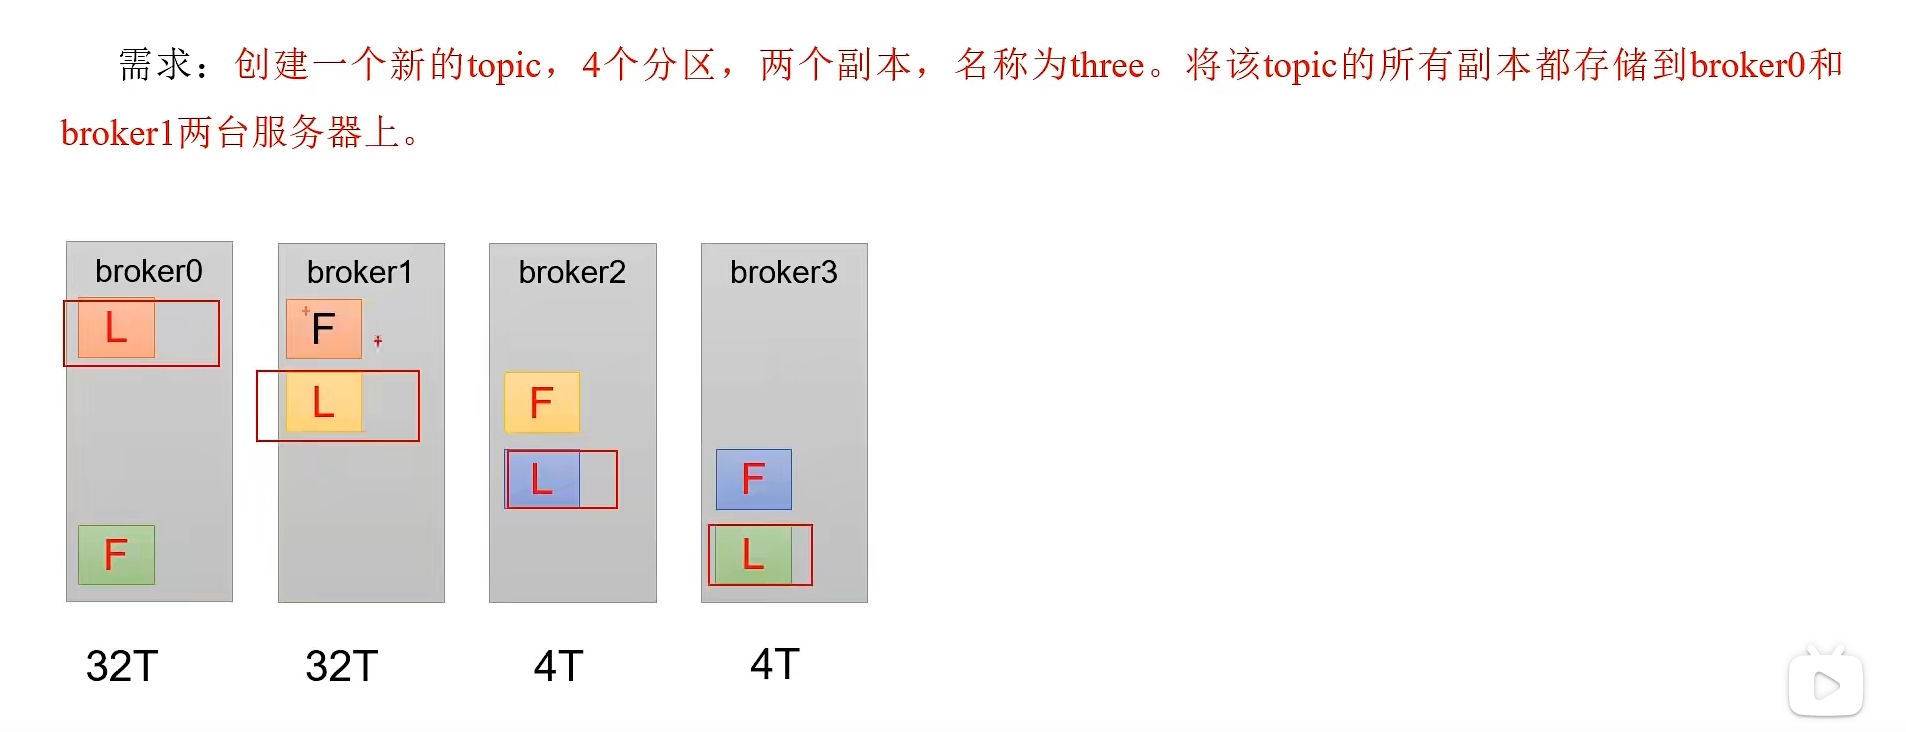 需求：创建一个新的topic，4个分区，两个副本，名称为three。将该topic的所有副本都存储到broker0和
broker1两台服务器上。
broker0 broker1 broker2 broker3
L F
L F
L F
F L
32T 32T 4T 4T